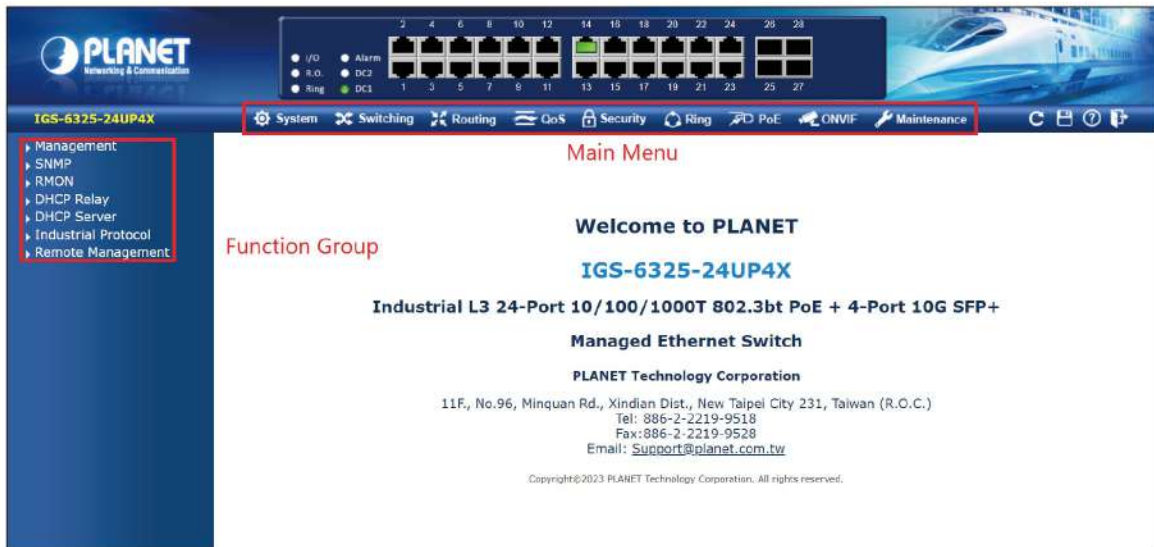 2 4 6 8 10 12 14 16 18 20 22 24 26 28
PLANET
Networking & Communication
I/O Alarm
R.O. DC2
Ring DC1
1 3 5 7 9 11 13 15 17 19 21 23 25 27
IGS-6325-24UP4X
System Switching Routing QoS Security Ring PoE ONVIF Maintenance
Management
SNMP
RMON
DHCP Relay
DHCP Server
Industrial Protocol
Remote Management
Main Menu
Function Group
Welcome to PLANET
IGS-6325-24UP4X
Industrial L3 24-Port 10/100/1000T 802.3bt PoE + 4-Port 10G SFP+
Managed Ethernet Switch
PLANET Technology Corporation
11F., No.96, Minquan Rd., Xindian Dist., New Taipei City 231, Taiwan (R.O.C.)
Tel: 886-2-2219-9518
Fax:886-2-2219-9528
Email: Support@planet.com.tw
Copyright©2023 PLANET Technology Corporation. All rights reserved.